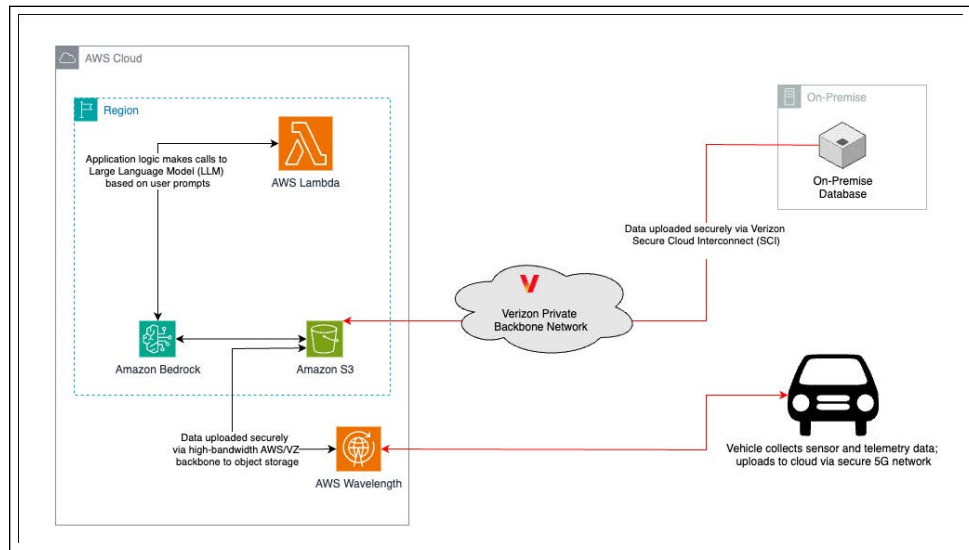 AWS Cloud
Region
Application logic makes calls to
Large Language Model (LLM)
based on user prompts
AWS Lambda
On-Premise
On-Premise
Database
Data uploaded securely via Verizon
Secure Cloud Interconnect (SCI)
Verizon Private
Backbone Network
Amazon Bedrock
Amazon S3
Data uploaded securely
via high-bandwidth AWS/VZ
backbone to object storage
AWS Wavelength
Vehicle collects sensor and telemetry data;
uploads to cloud via secure 5G network